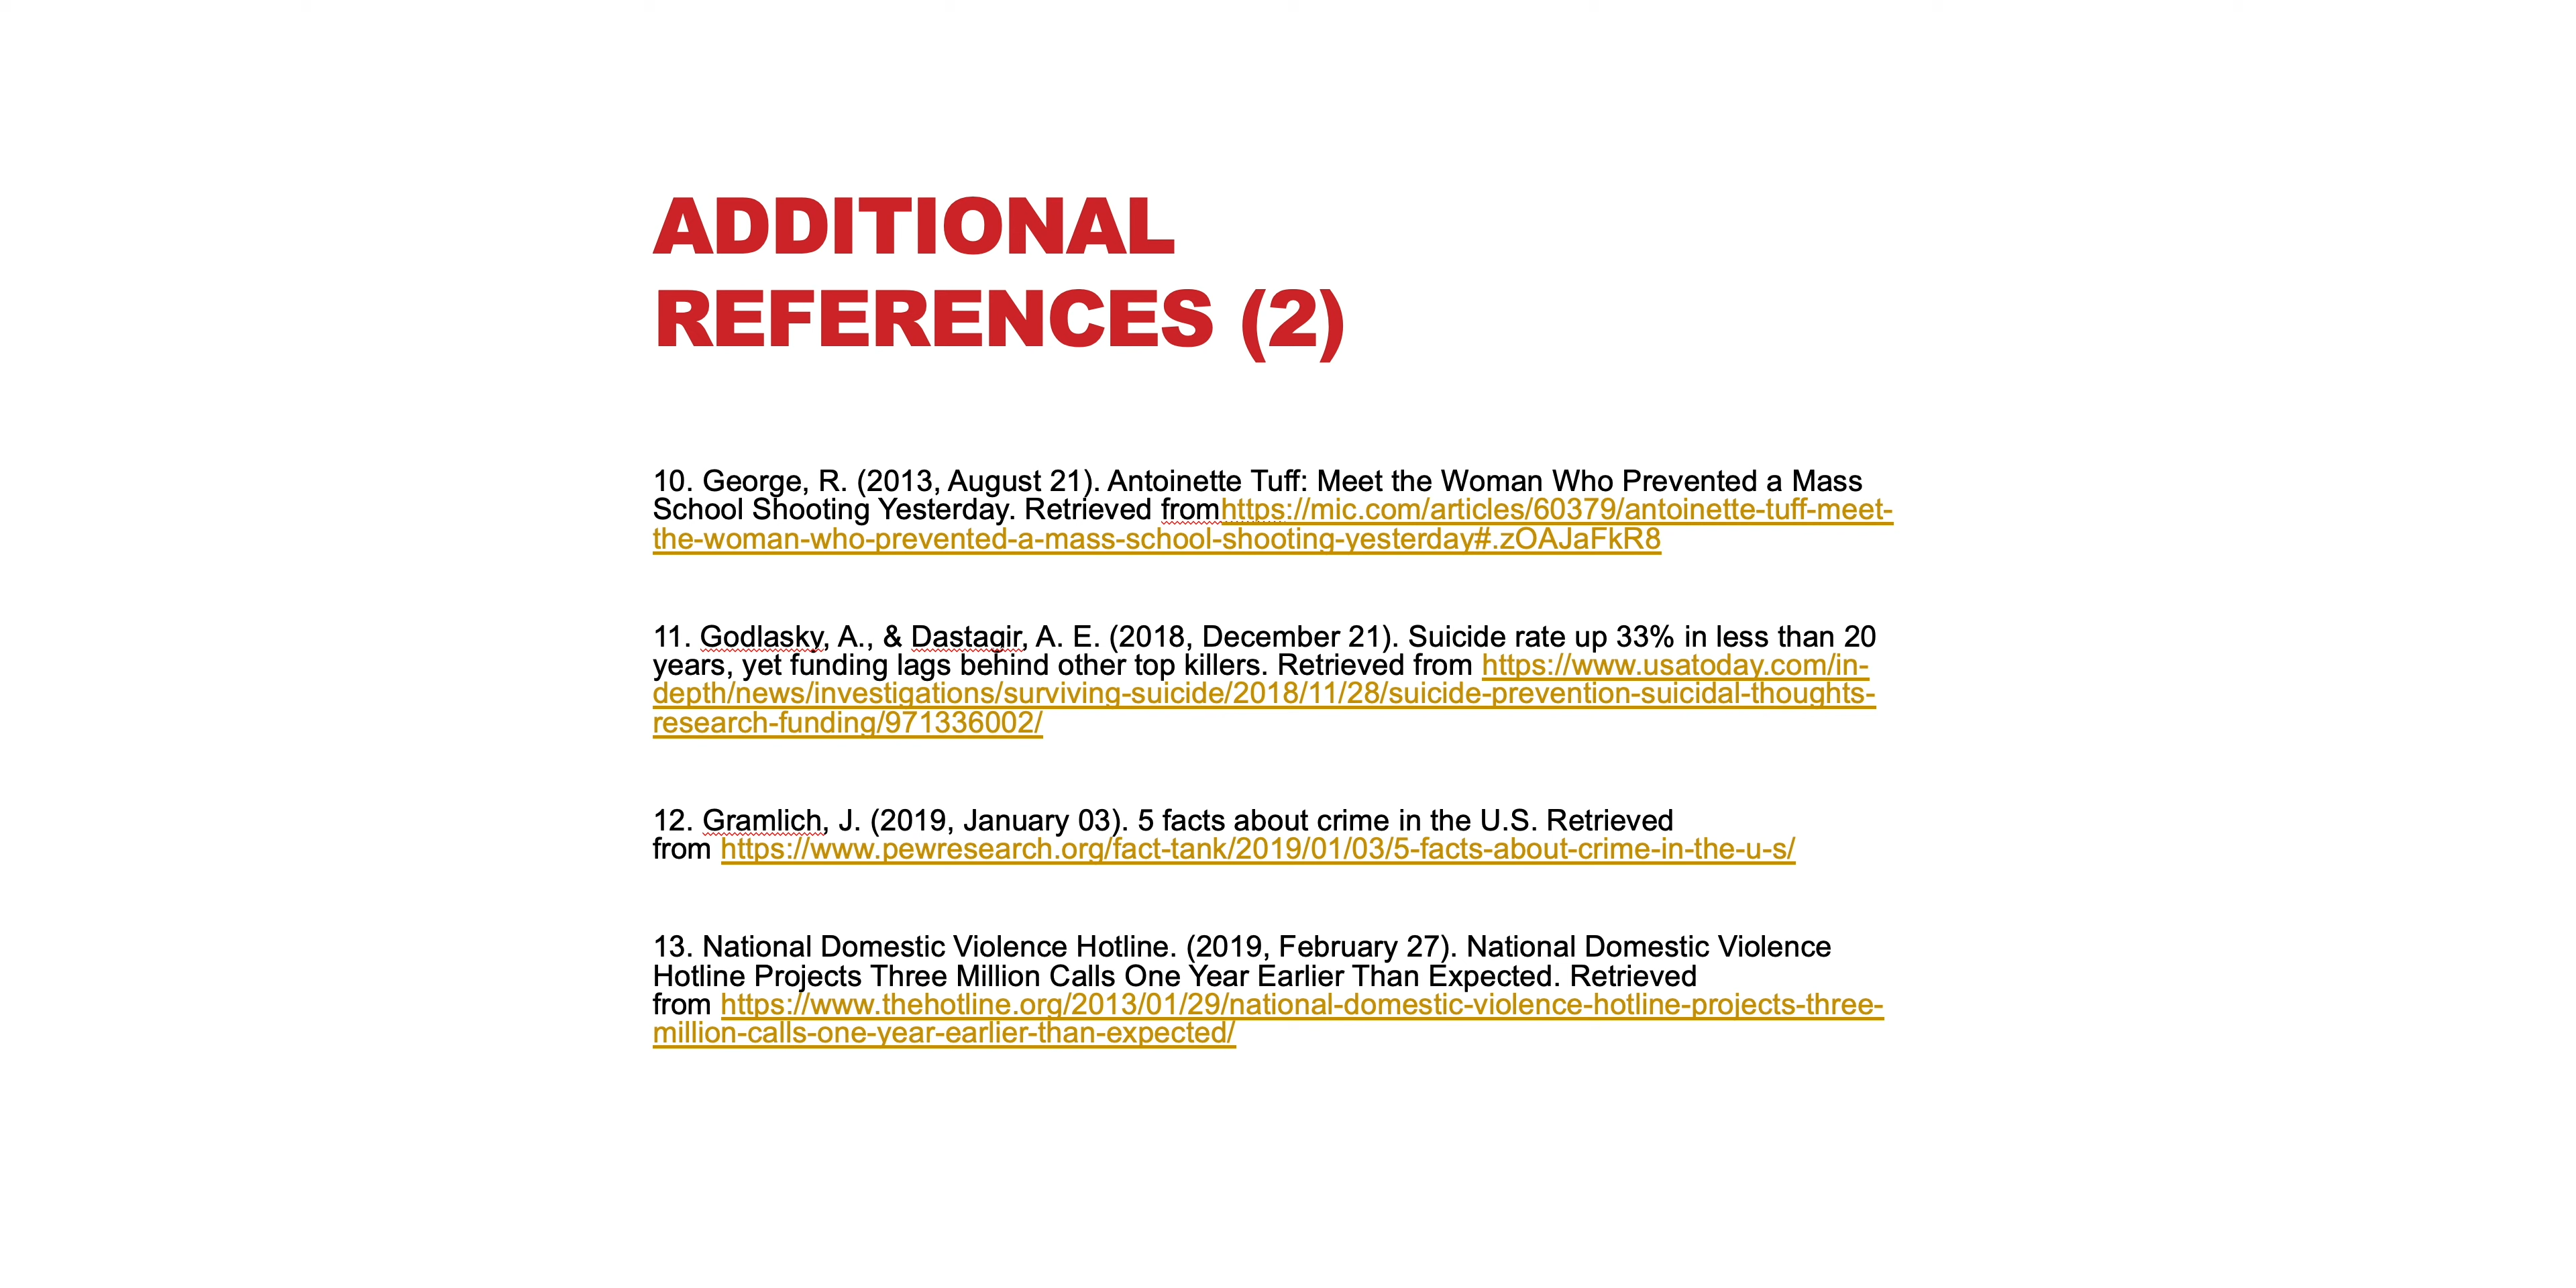 ADDITIONAL
REFERENCES (2)
10. George, R. (2013, August 21). Antoinette Tuff: Meet the Woman Who Prevented a Mass
School Shooting Yesterday. Retrieved fromhttps://mic.com/articles/60379/antoinette-tuff-meet-
the-woman-who-prevented-a-mass-school-shooting-yesterday#.zOAJaFkR8
11. Godlasky, A., & Dastagir, A. E. (2018, December 21). Suicide rate up 33% in less than 20
years, yet funding lags behind other top killers. Retrieved from https://www.usatoday.com/in-
depth/news/investigations/surviving-suicide/2018/11/28/suicide-prevention-suicidal-thoughts-
research-funding/971336002/
12. Gramlich, J. (2019, January 03). 5 facts about crime in the U.S. Retrieved
from https://www.pewresearch.org/fact-tank/2019/01/03/5-facts-about-crime-in-the-u-s/
13. National Domestic Violence Hotline. (2019, February 27). National Domestic Violence
Hotline Projects Three Million Calls One Year Earlier Than Expected. Retrieved
from https://www.thehotline.org/2013/01/29/national-domestic-violence-hotline-projects-three-
million-calls-one-year-earlier-than-expected/